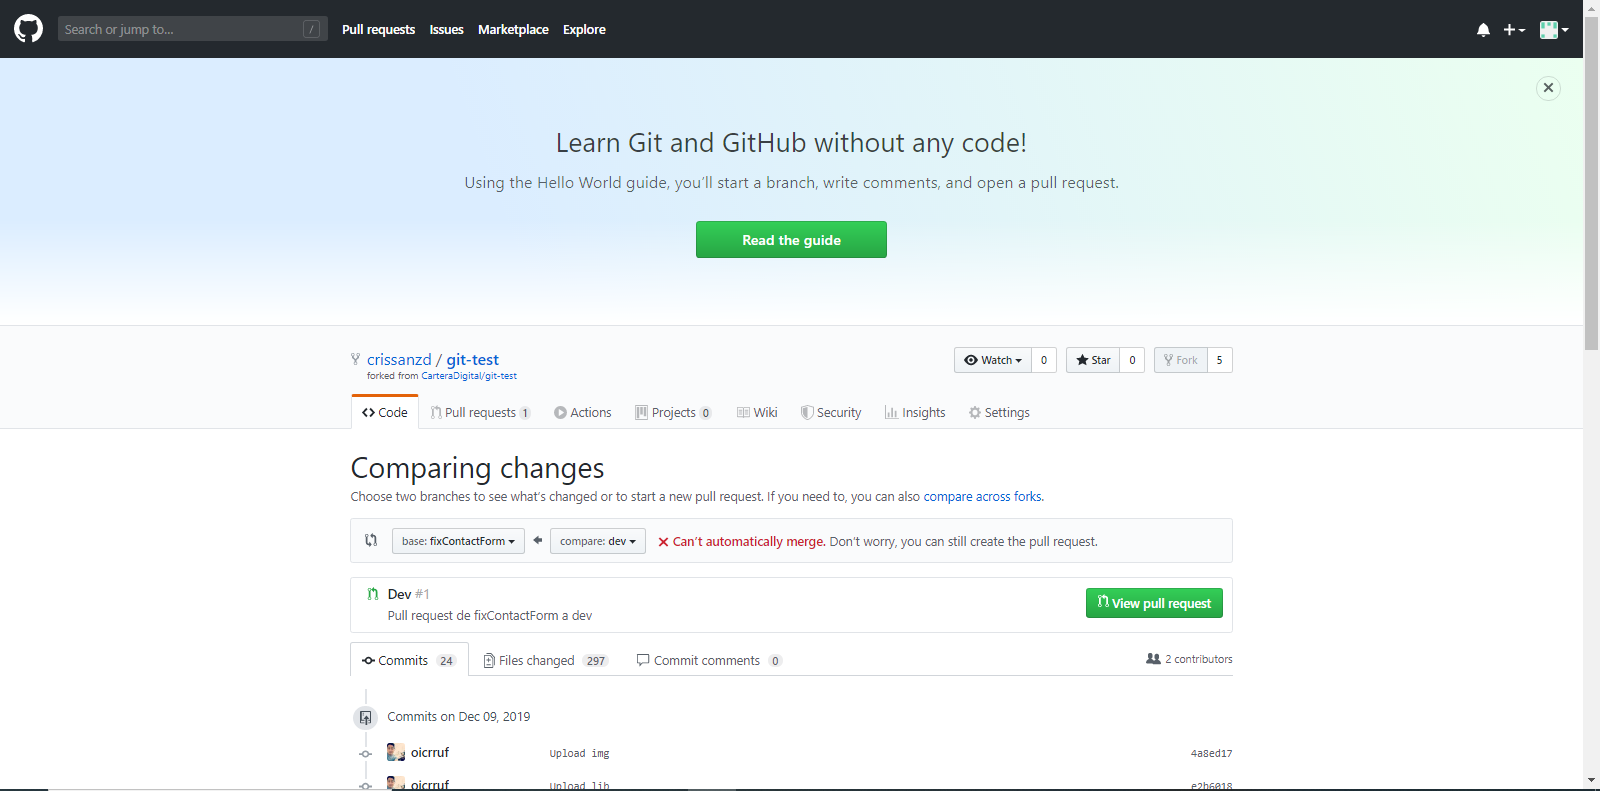 Search or jump to... / Pull requests Issues Marketplace Explore
Learn Git and GitHub without any code!
Using the Hello World guide, you'll start a branch, write comments, and open a pull request.
Read the guide
crissanzd / git-test Watch 0 Star 0 Fork 5
forked from CarteraDigital/git-test
Code Pull requests 1 Actions Projects 0 Wiki Security Insights Settings
Comparing changes
Choose two branches to see what's changed or to start a new pull request. If you need to, you can also compare across forks.
base: fixContactForm compare: dev Can't automatically merge. Don't worry, you can still create the pull request.
Dev #1 View pull request
Pull request de fixContactForm a dev
Commits 24 Files changed 297 Commit comments 0 2 contributors
Commits on Dec 09, 2019
oicrruf Upload img 4a8ed17
oicrruf Upload lib e2b6018